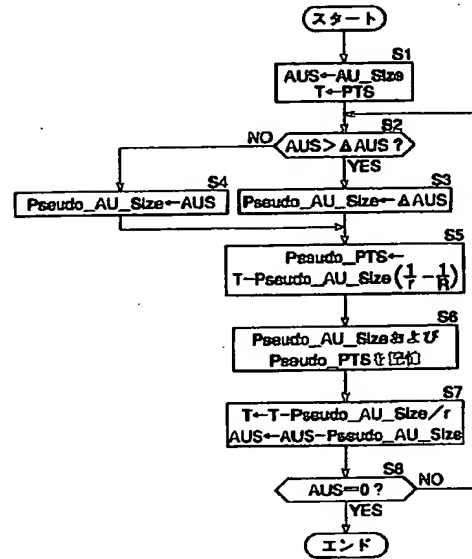 スタート
S1
AUS←AU_Size
T←PTS
S2
NO
AUS>ΔAUS?
YES
S4
Pseudo_AU_Size←AUS
S3
Pseudo_AU_Size←ΔAUS
S5
Pseudo_PTS←
T−Pseudo_AU_Size(1/r−1/R)
S6
Pseudo_AU_Sizeおよび
Pseudo_PTSを
S7
T←T−Pseudo_AU_Size/r
AUS←AUS−Pseudo_AU_Size
S8
AUS=0?
NO
YES
エンド